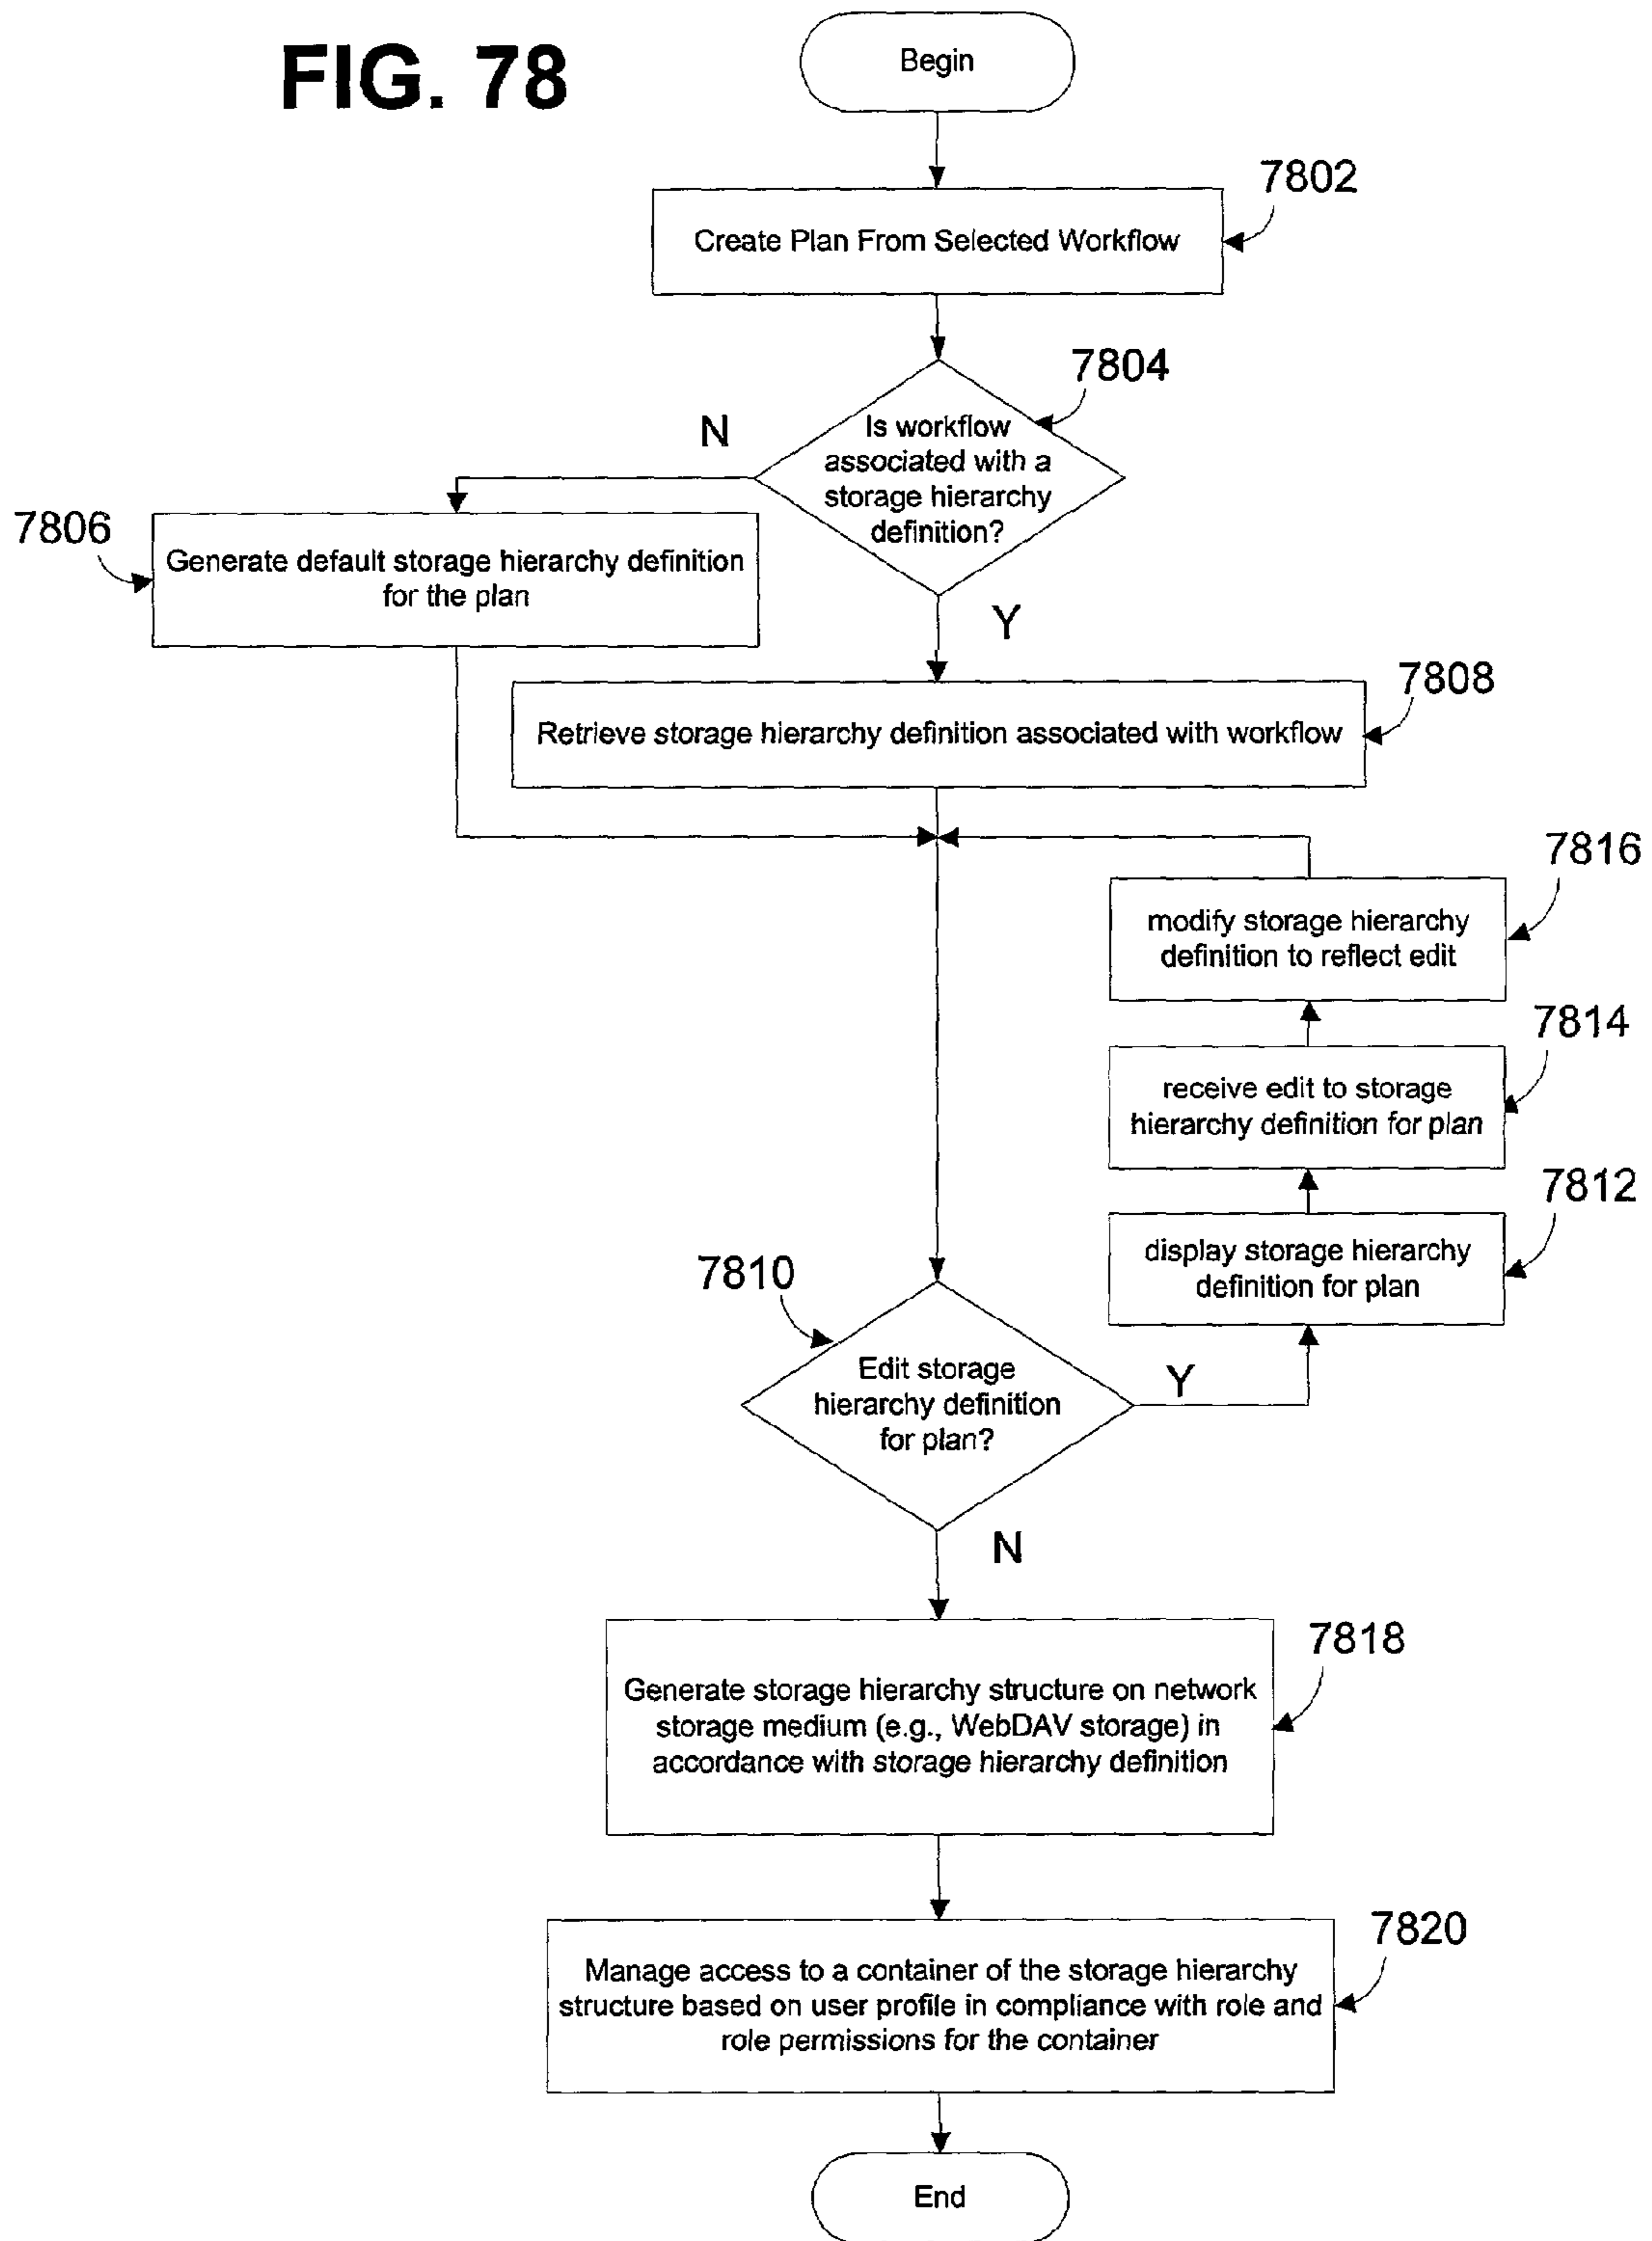 FIG. 78
Begin
7802
Create Plan From Selected Workflow
7804
N
Is workflow
associated with a
storage hierarchy
definition?
7806
Generate default storage hierarchy definition
for the plan
Y
7808
Retrieve storage hierarchy definition associated with workflow
7816
modify storage hierarchy
definition to reflect edit
7814
receive edit to storage
hierarchy definition for plan
7812
display storage hierarchy
definition for plan
7810
Edit storage
hierarchy definition
for plan?
Y
N
7818
Generate storage hierarchy structure on network
storage medium (e.g., WebDAV storage) in
accordance with storage hierarchy definition
7820
Manage access to a container of the storage hierarchy
structure based on user profile in compliance with role and
role permissions for the container
End